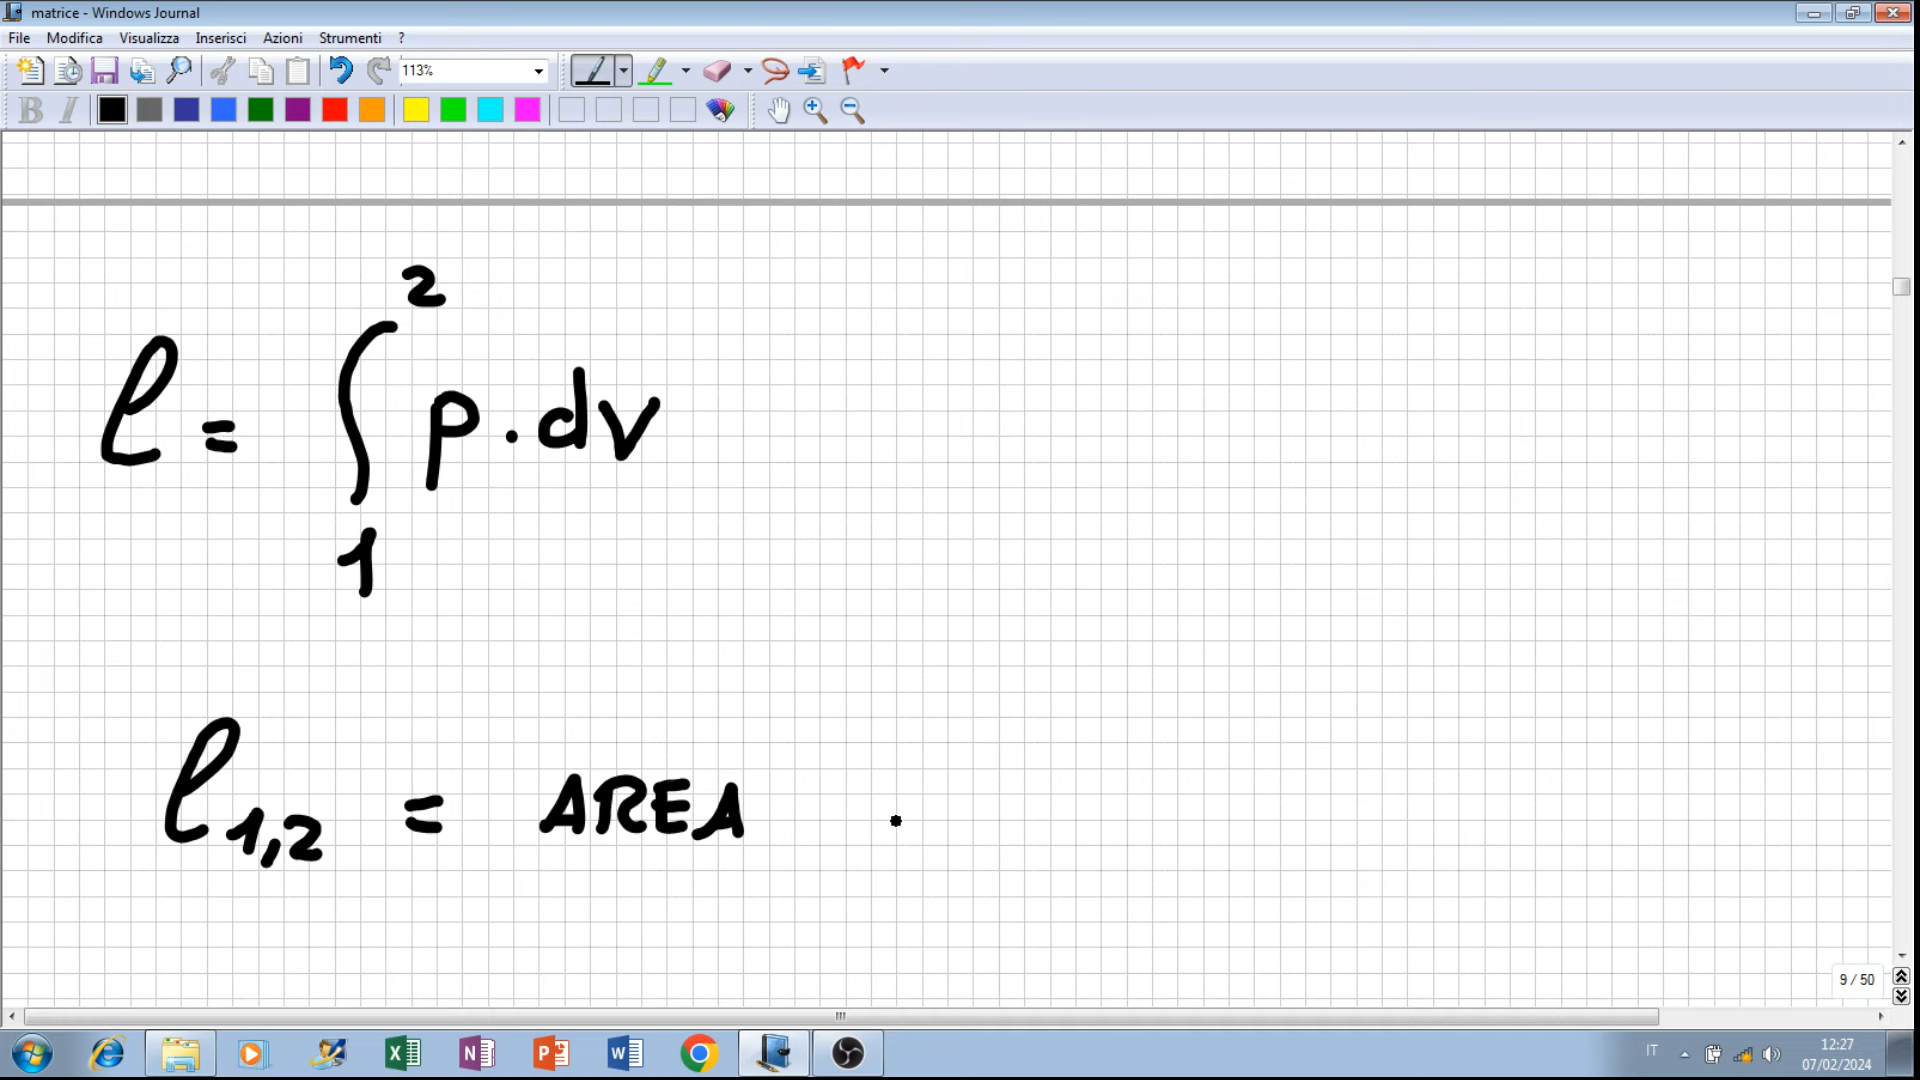 matrice - Windows Journal
File Modifica Visualizza Inserisci Azioni Strumenti ?
113%
B I
2
l = ∫ p . dv
1
l1,2 = AREA
9 / 50
IT
12:27
07/02/2024